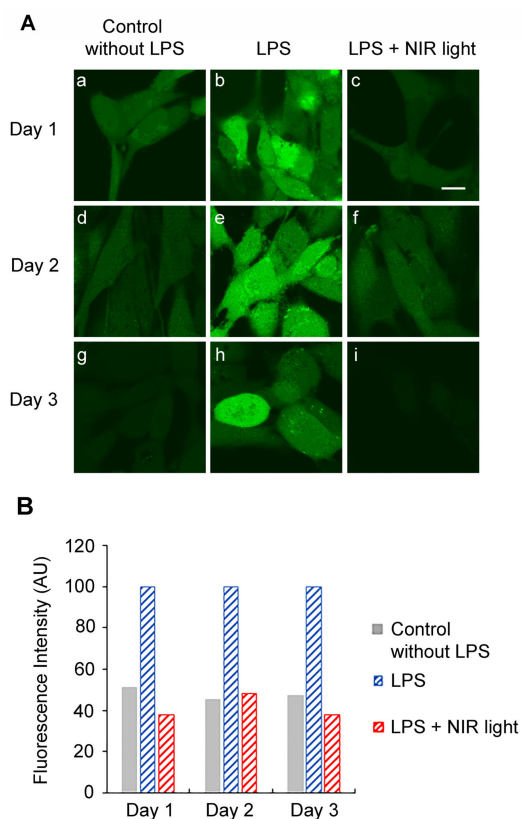 A
Control
without LPS
LPS
LPS + NIR light
Day 1
a
b
c
Day 2
d
e
f
Day 3
g
h
i
B
Fluorescence Intensity (AU)
120
100
80
60
40
20
0
Day 1
Day 2
Day 3
Control
without LPS
LPS
LPS + NIR light